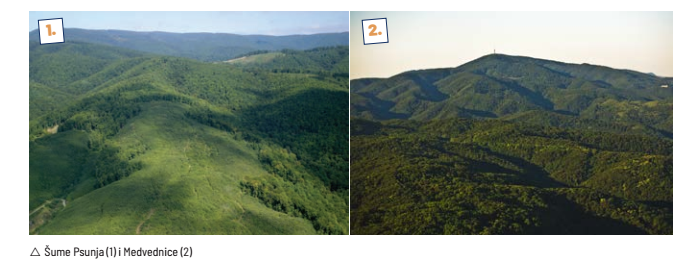 1.
2.
△ Šume Psunja (1) i Medvednice (2)